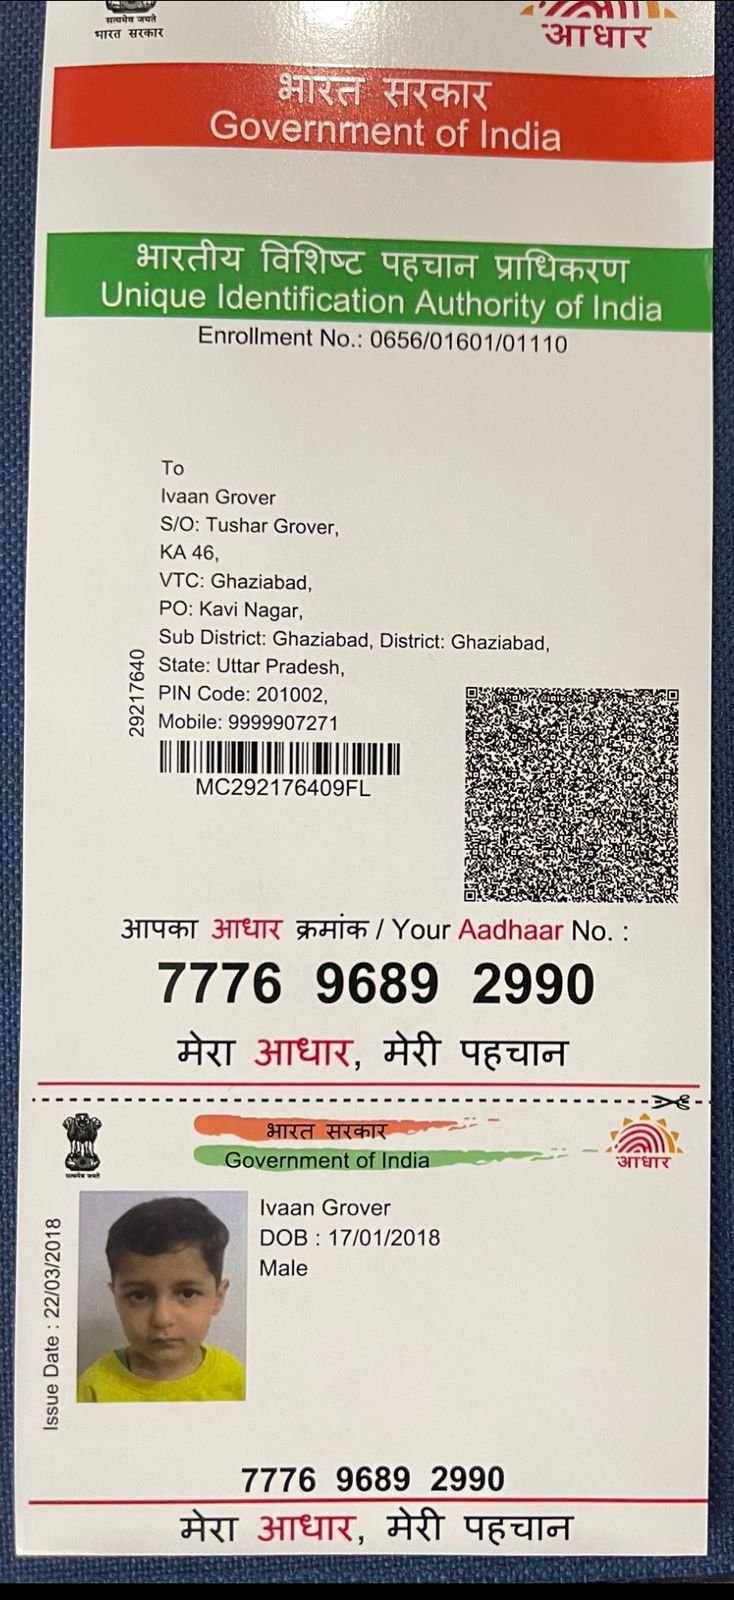 सत्यमेव जयते
भारत सरकार
आधार
भारत सरकार
Government of India
भारतीय विशिष्ट पहचान प्राधिकरण
Unique Identification Authority of India
Enrollment No.: 0656/01601/01110
To
Ivaan Grover
S/O: Tushar Grover,
KA 46,
VTC: Ghaziabad,
PO: Kavi Nagar,
Sub District: Ghaziabad, District: Ghaziabad,
State: Uttar Pradesh,
PIN Code: 201002,
Mobile: 9999907271
29217640
MC292176409FL
आपका आधार क्रमांक / Your Aadhaar No. :
7776 9689 2990
मेरा आधार, मेरी पहचान
सत्यमेव जयते
भारत सरकार
Government of India
आधार
Issue Date : 22/03/2018
Ivaan Grover
DOB : 17/01/2018
Male
7776 9689 2990
मेरा आधार, मेरी पहचान